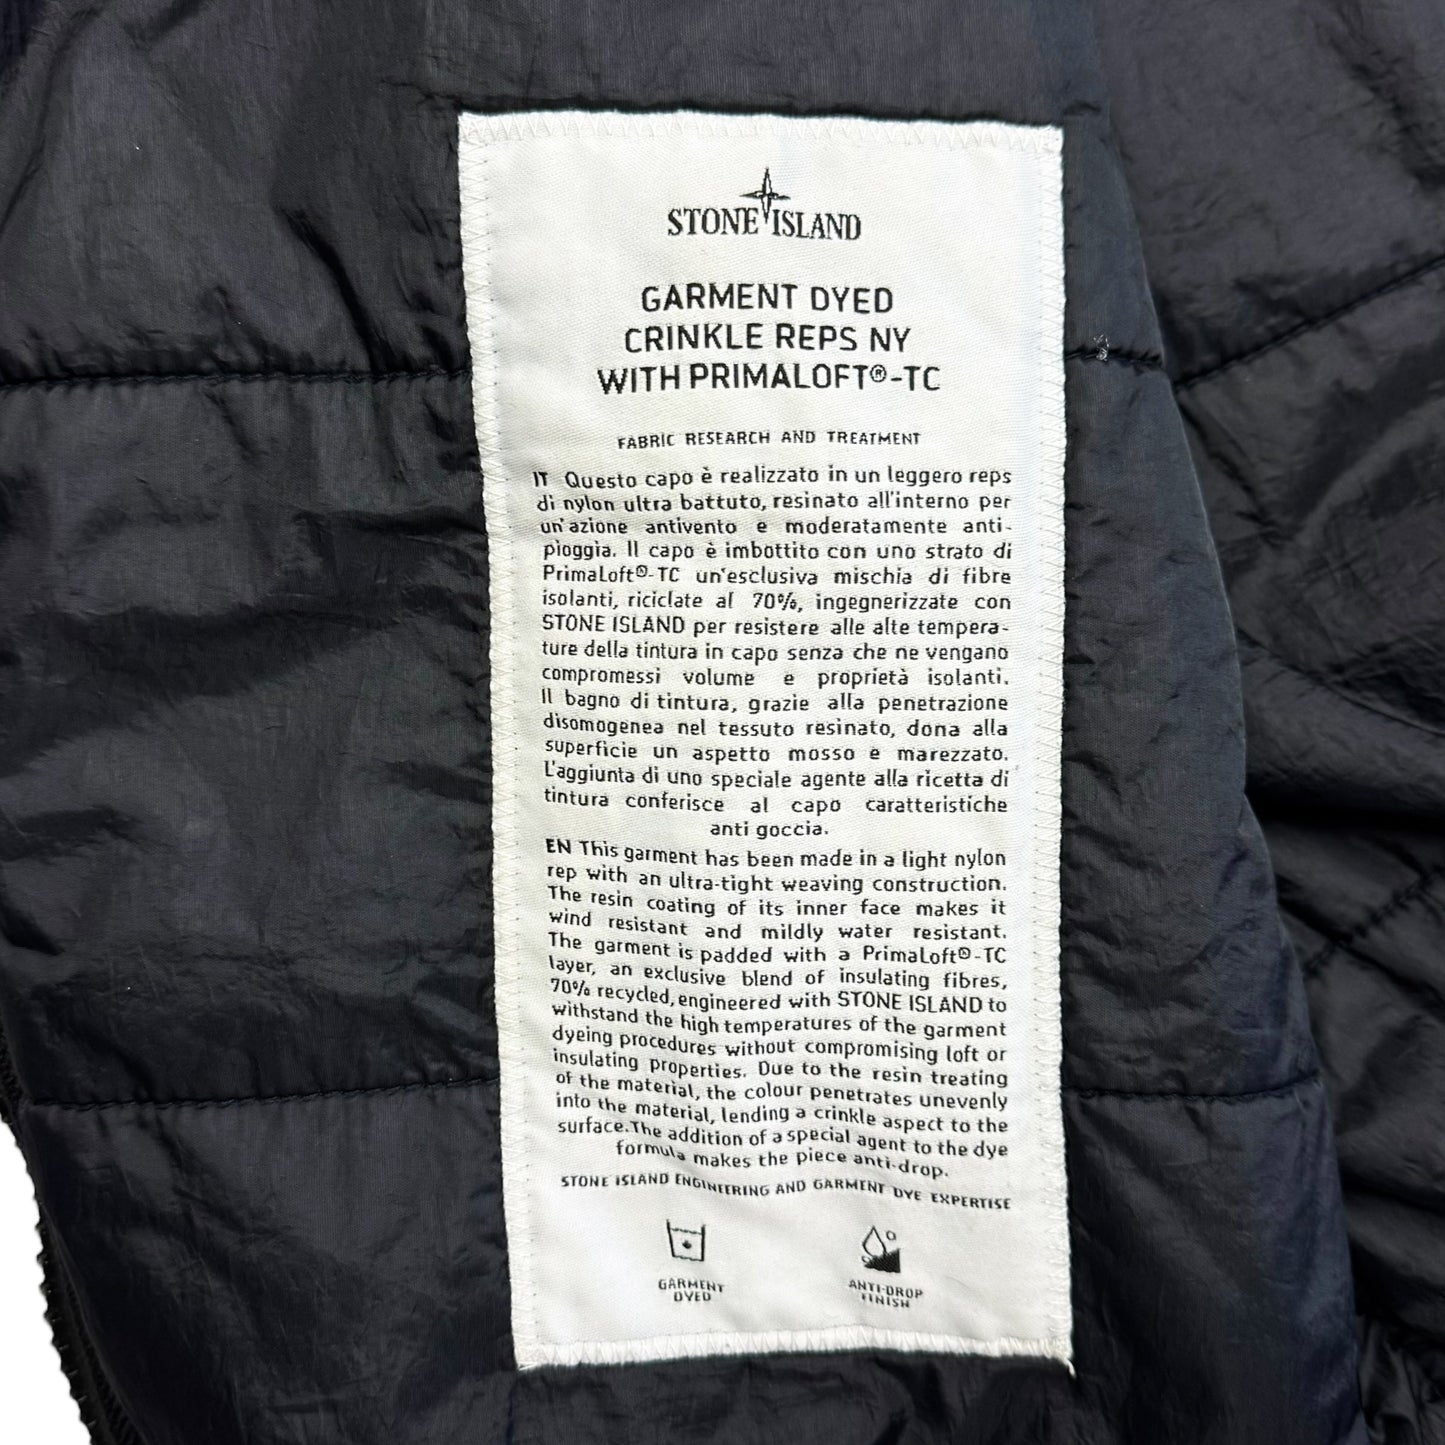 STONE ISLAND
GARMENT DYED
CRINKLE REPS NY
WITH PRIMALOFT®-TC
FABRIC RESEARCH AND TREATMENT
IT Questo capo è realizzato in un leggero reps
di nylon ultra battuto, resinato all'interno per
un'azione antivento e moderatamente anti-
pioggia. Il capo è imbottito con uno strato di
PrimaLoft®-TC un'esclusiva mischia di fibre
isolanti, riciclate al 70%, ingegnerizzate con
STONE ISLAND per resistere alle alte tempera-
ture della tintura in capo senza che ne vengano
compromessi volume e proprietà isolanti.
Il bagno di tintura, grazie alla penetrazione
disomogenea nel tessuto resinato, dona alla
superficie un aspetto mosso e marezzato.
L'aggiunta di uno speciale agente alla ricetta di
tintura conferisce al capo caratteristiche
anti goccia.
EN This garment has been made in a light nylon
rep with an ultra-tight weaving construction.
The resin coating of its inner face makes it
wind resistant and mildly water resistant.
The garment is padded with a PrimaLoft®-TC
layer, an exclusive blend of insulating fibres,
70% recycled, engineered with STONE ISLAND to
withstand the high temperatures of the garment
dyeing procedures without compromising loft or
insulating properties. Due to the resin treating
of the material, the colour penetrates unevenly
into the material, lending a crinkle aspect to the
surface.The addition of a special agent to the dye
formula makes the piece anti-drop.
STONE ISLAND ENGINEERING AND GARMENT DYE EXPERTISE
GARMENT
DYED
ANTI-DROP
FINISH